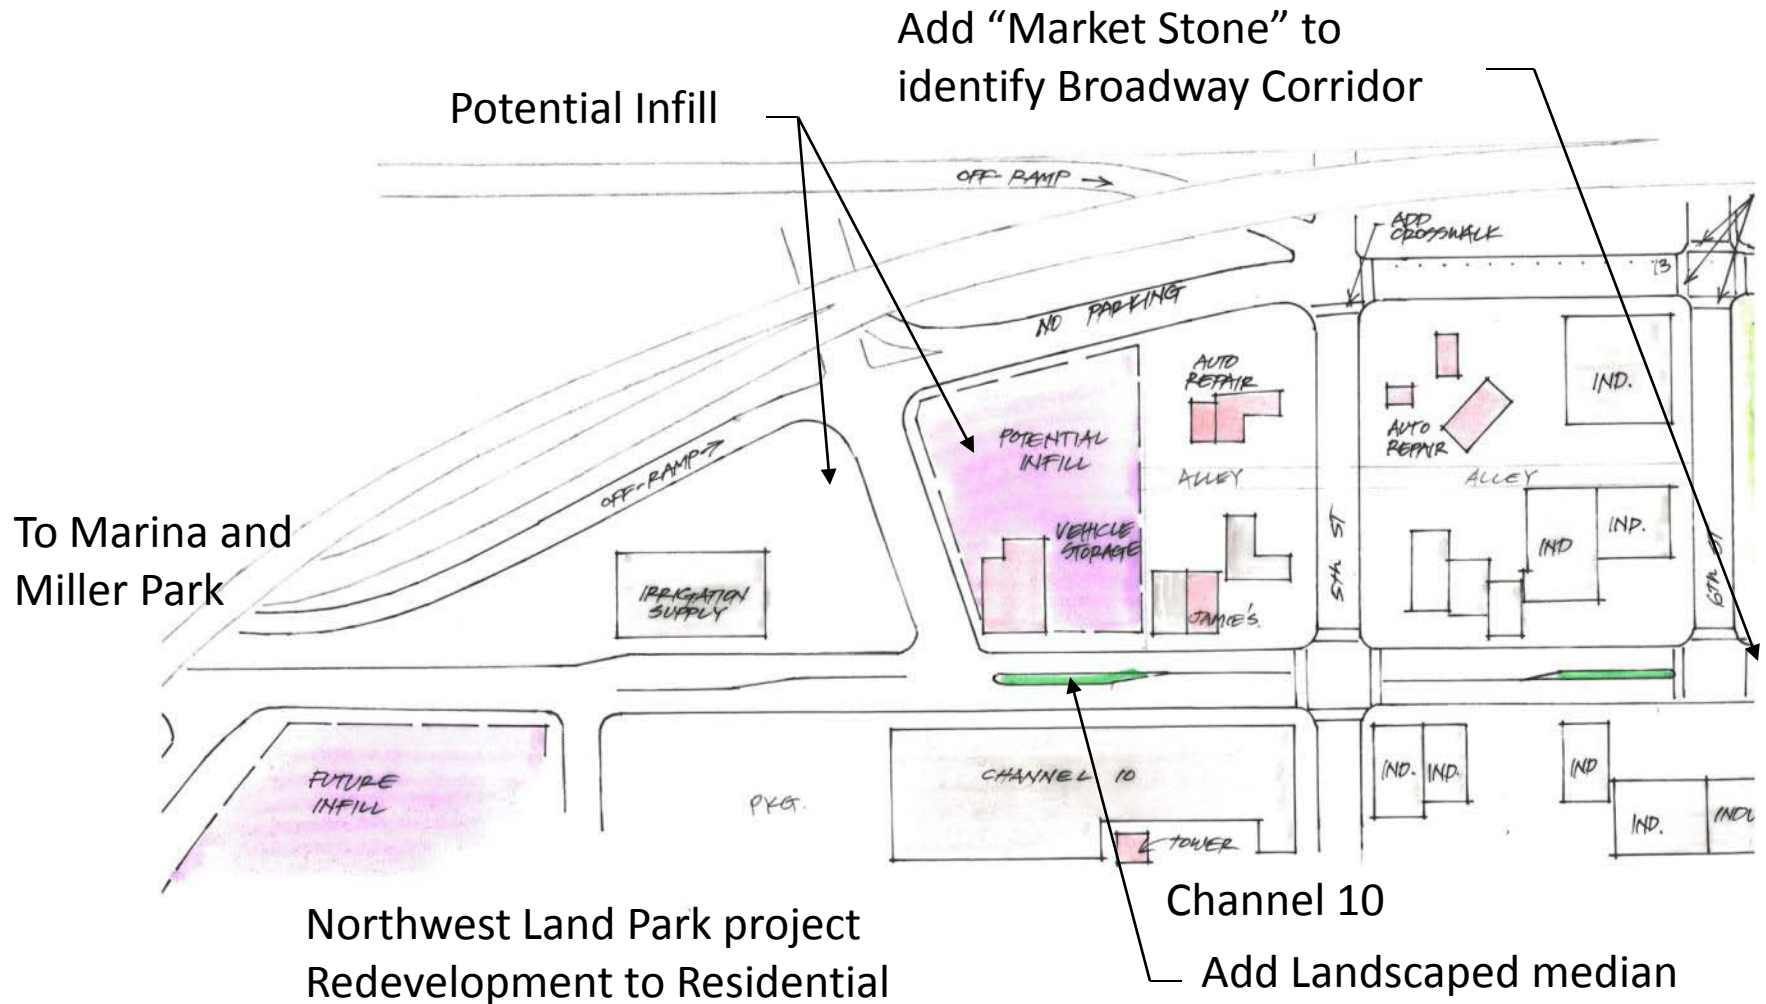 Add “Market Stone” to
identify Broadway Corridor
Potential Infill
OFF-RAMP
ADD
CROSSWALK
13
NO PARKING
AUTO
REPAIR
IND.
POTENTIAL
INFILL
AUTO
REPAIR
OFF-RAMP
ALLEY
ALLEY
To Marina and
Miller Park
VEHICLE
STORAGE
5th ST
IND
IND.
6th ST
IRRIGATION
SUPPLY
JAMIE'S
FUTURE
INFILL
PKG.
CHANNEL 10
IND.
IND.
IND
IND.
TOWER
Channel 10
Northwest Land Park project
Redevelopment to Residential
Add Landscaped median